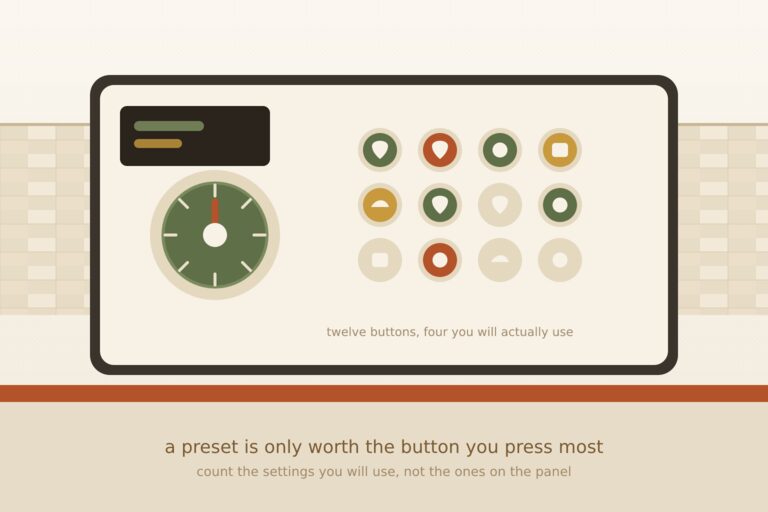 twelve buttons, four you will actually use
a preset is only worth the button you press most
count the settings you will use, not the ones on the panel